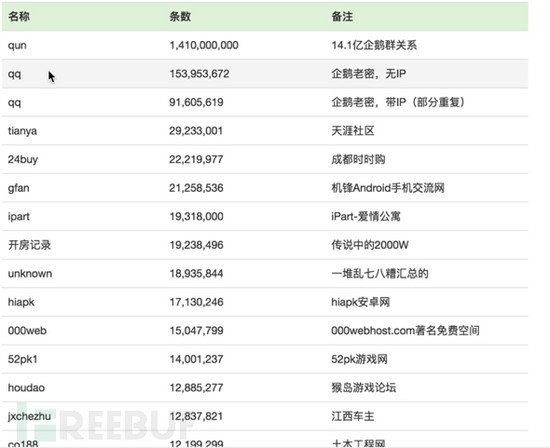 名称 条数 备注
qun 1,410,000,000 14.1亿企鹅群关系
qq 153,953,672 企鹅老密，无IP
qq 91,605,619 企鹅老密，带IP（部分重复）
tianya 29,233,001 天涯社区
24buy 22,219,977 成都时时购
gfan 21,258,536 机锋Android手机交流网
ipart 19,318,000 iPart-爱情公寓
开房记录 19,238,496 传说中的2000W
unknown 18,935,844 一堆乱七八糟汇总的
hiapk 17,130,246 hiapk安卓网
000web 15,047,799 000webhost.com著名免费空间
52pk1 14,001,237 52pk游戏网
houdao 12,885,277 猴岛游戏论坛
jxchezhu 12,837,821 江西车主
co188 12,199,299 土木工程网
FREEBUF